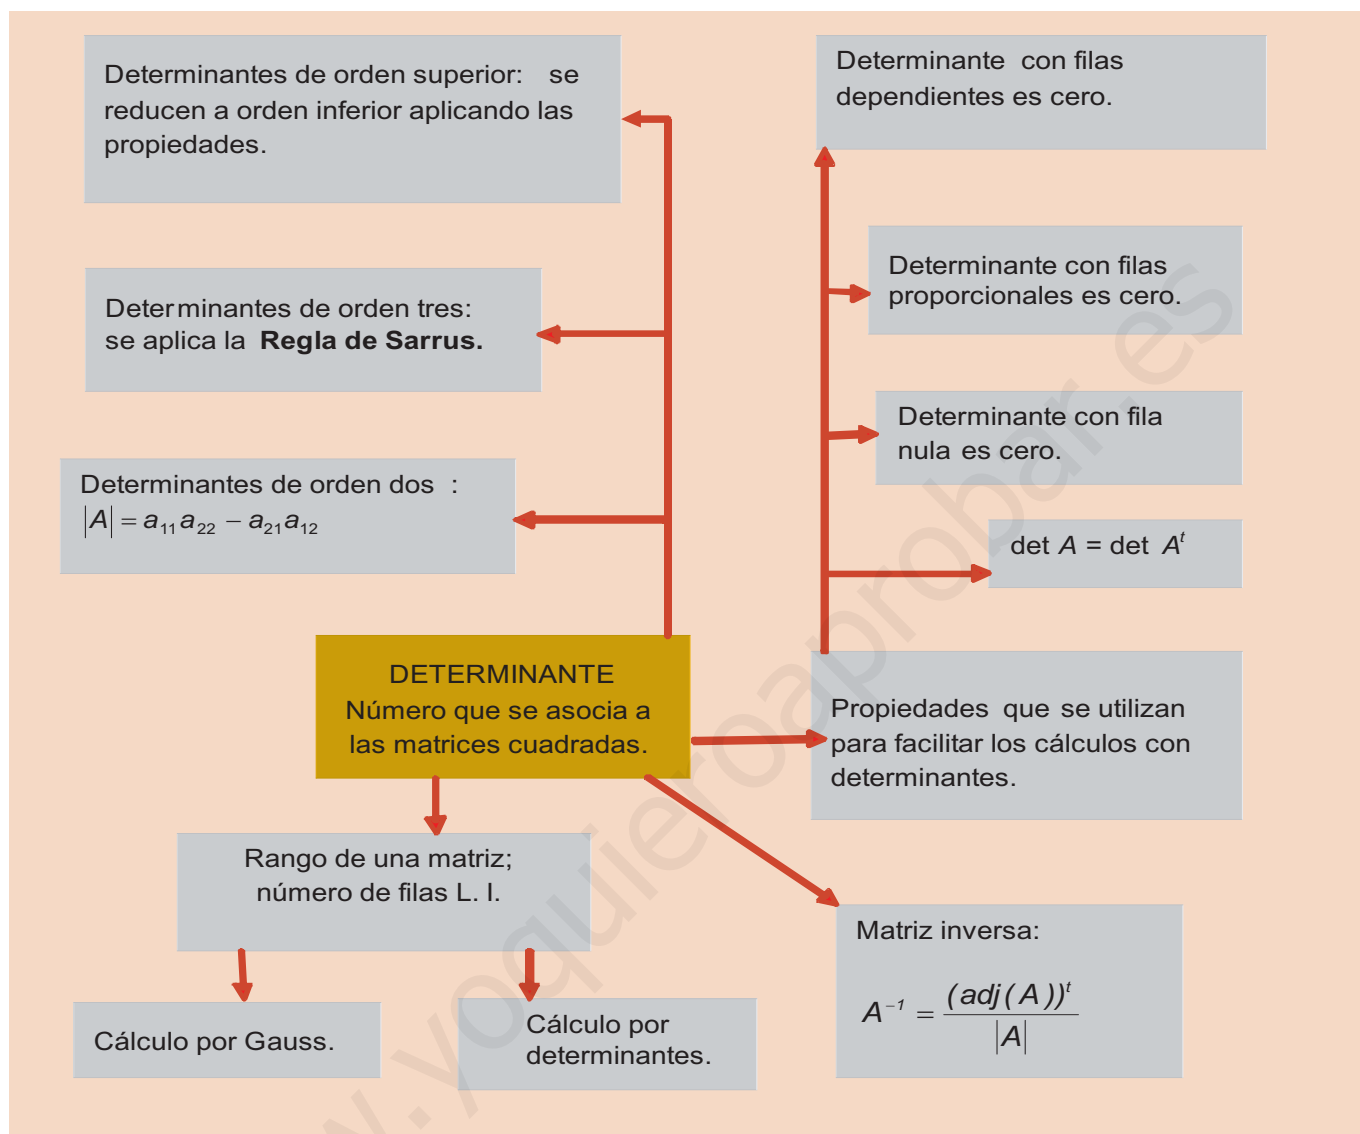 Determinantes de orden superior: se
reducen a orden inferior aplicando las
propiedades.
Determinante con filas
dependientes es cero.
Determinante con filas
proporcionales es cero.
Determinantes de orden tres:
se aplica la Regla de Sarrus.
Determinante con fila
nula es cero.
Determinantes de orden dos :
|A| = a₁₁a₂₂ − a₂₁a₁₂
det A = det Aᵗ
DETERMINANTE
Número que se asocia a
las matrices cuadradas.
Propiedades que se utilizan
para facilitar los cálculos con
determinantes.
Rango de una matriz;
número de filas L. I.
Matriz inversa:
A⁻¹ = (adj(A))ᵗ / |A|
Cálculo por Gauss.
Cálculo por
determinantes.
w.yoquieroaprobar.es